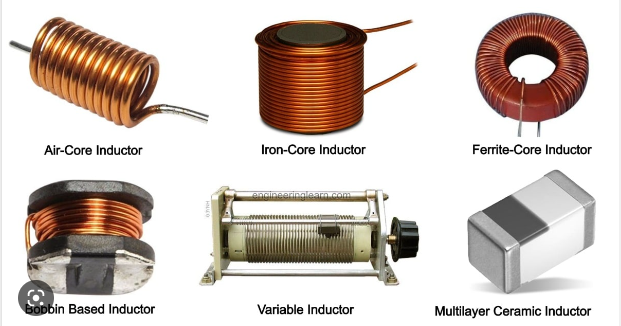 Air-Core Inductor
Iron-Core Inductor
Ferrite-Core Inductor
engineeringlearn.com
Bobbin Based Inductor
Variable Inductor
Multilayer Ceramic Inductor